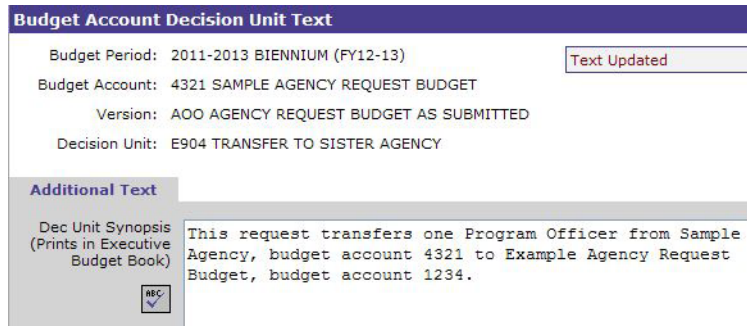 Budget Account Decision Unit Text
Budget Period: 2011-2013 BIENNIUM (FY12-13)
Text Updated
Budget Account: 4321 SAMPLE AGENCY REQUEST BUDGET
Version: AOO AGENCY REQUEST BUDGET AS SUBMITTED
Decision Unit: E904 TRANSFER TO SISTER AGENCY
Additional Text
Dec Unit Synopsis
(Prints in Executive
Budget Book)
ABC
This request transfers one Program Officer from Sample
Agency, budget account 4321 to Example Agency Request
Budget, budget account 1234.